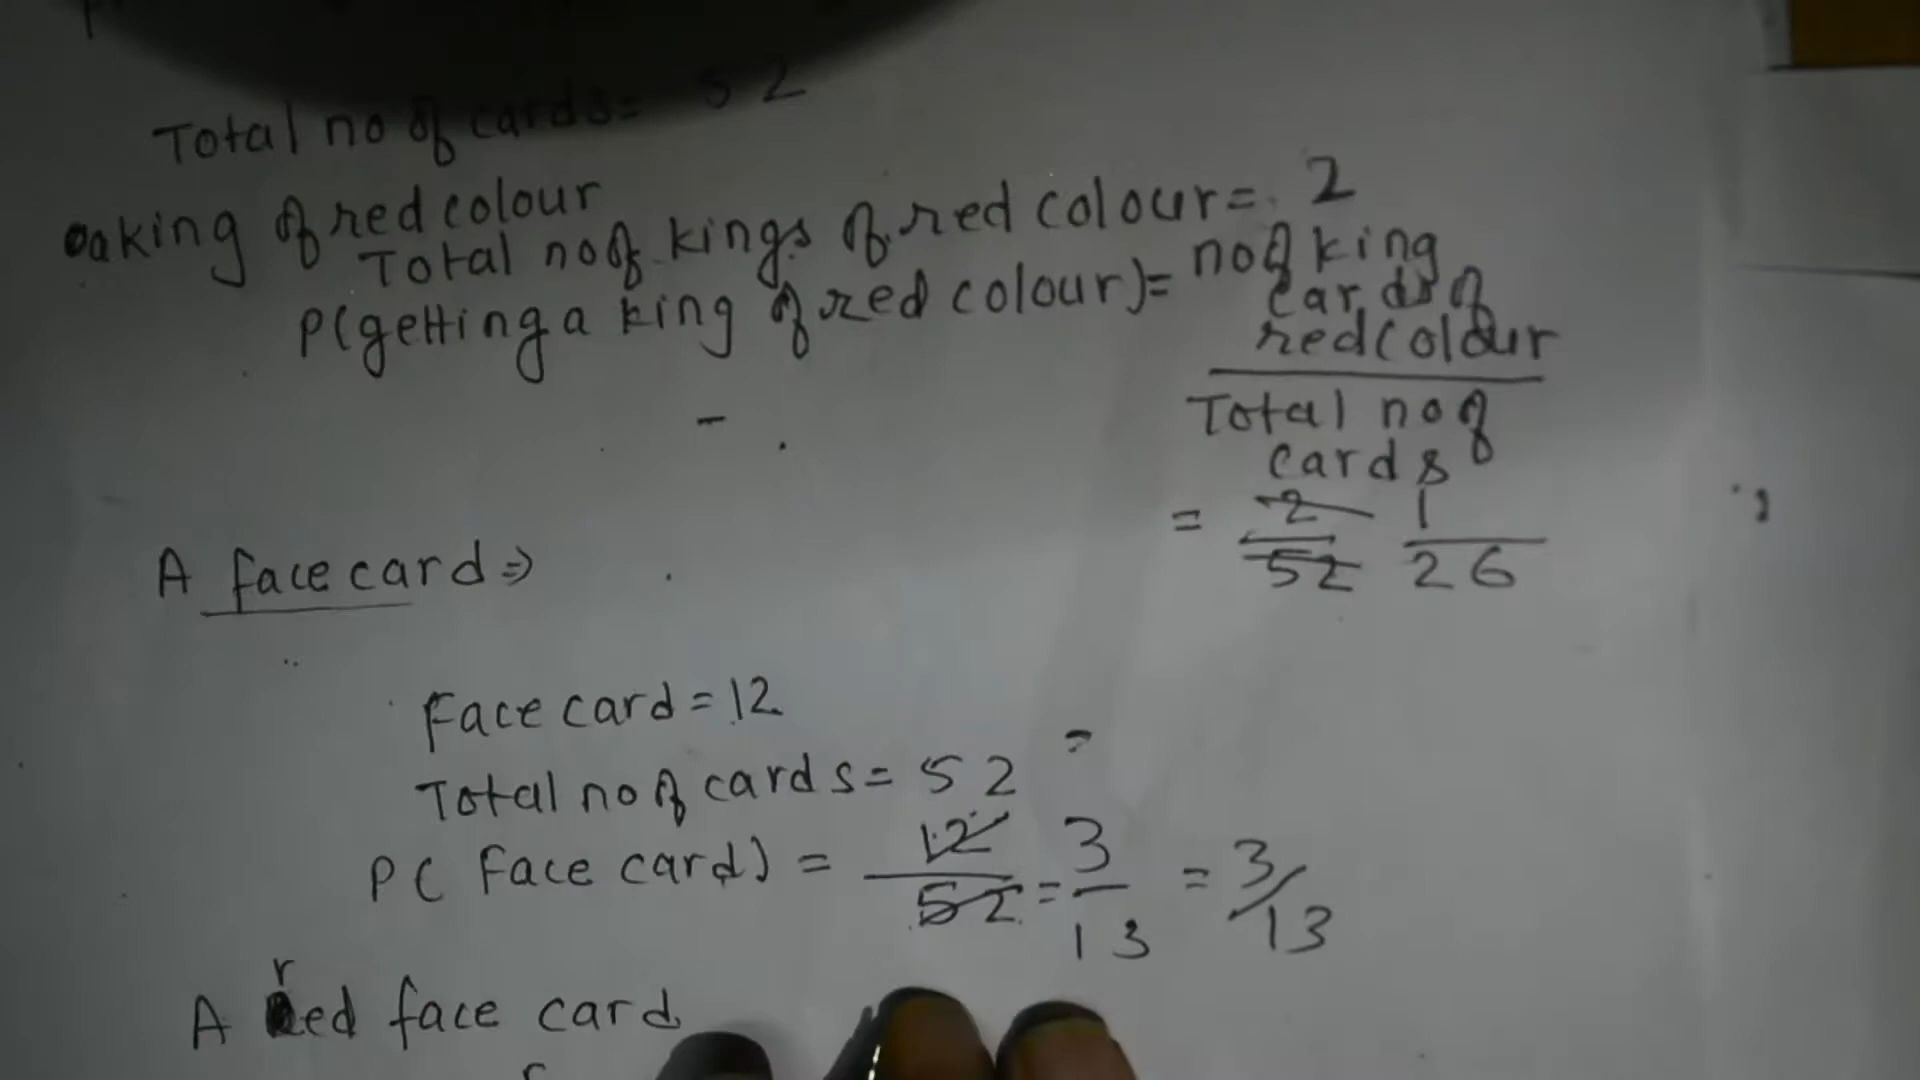 Total no of cards = 52
a king of red colour
Total no of kings of red colour = 2
P(getting a king of red colour) = no of king cards of red colour / Total no of cards
= 2/52 1/26
A face card ⇒
Face card = 12
Total no of cards = 52 =
P( Face card) = 12/52 = 3/13 = 3/13
A red face card